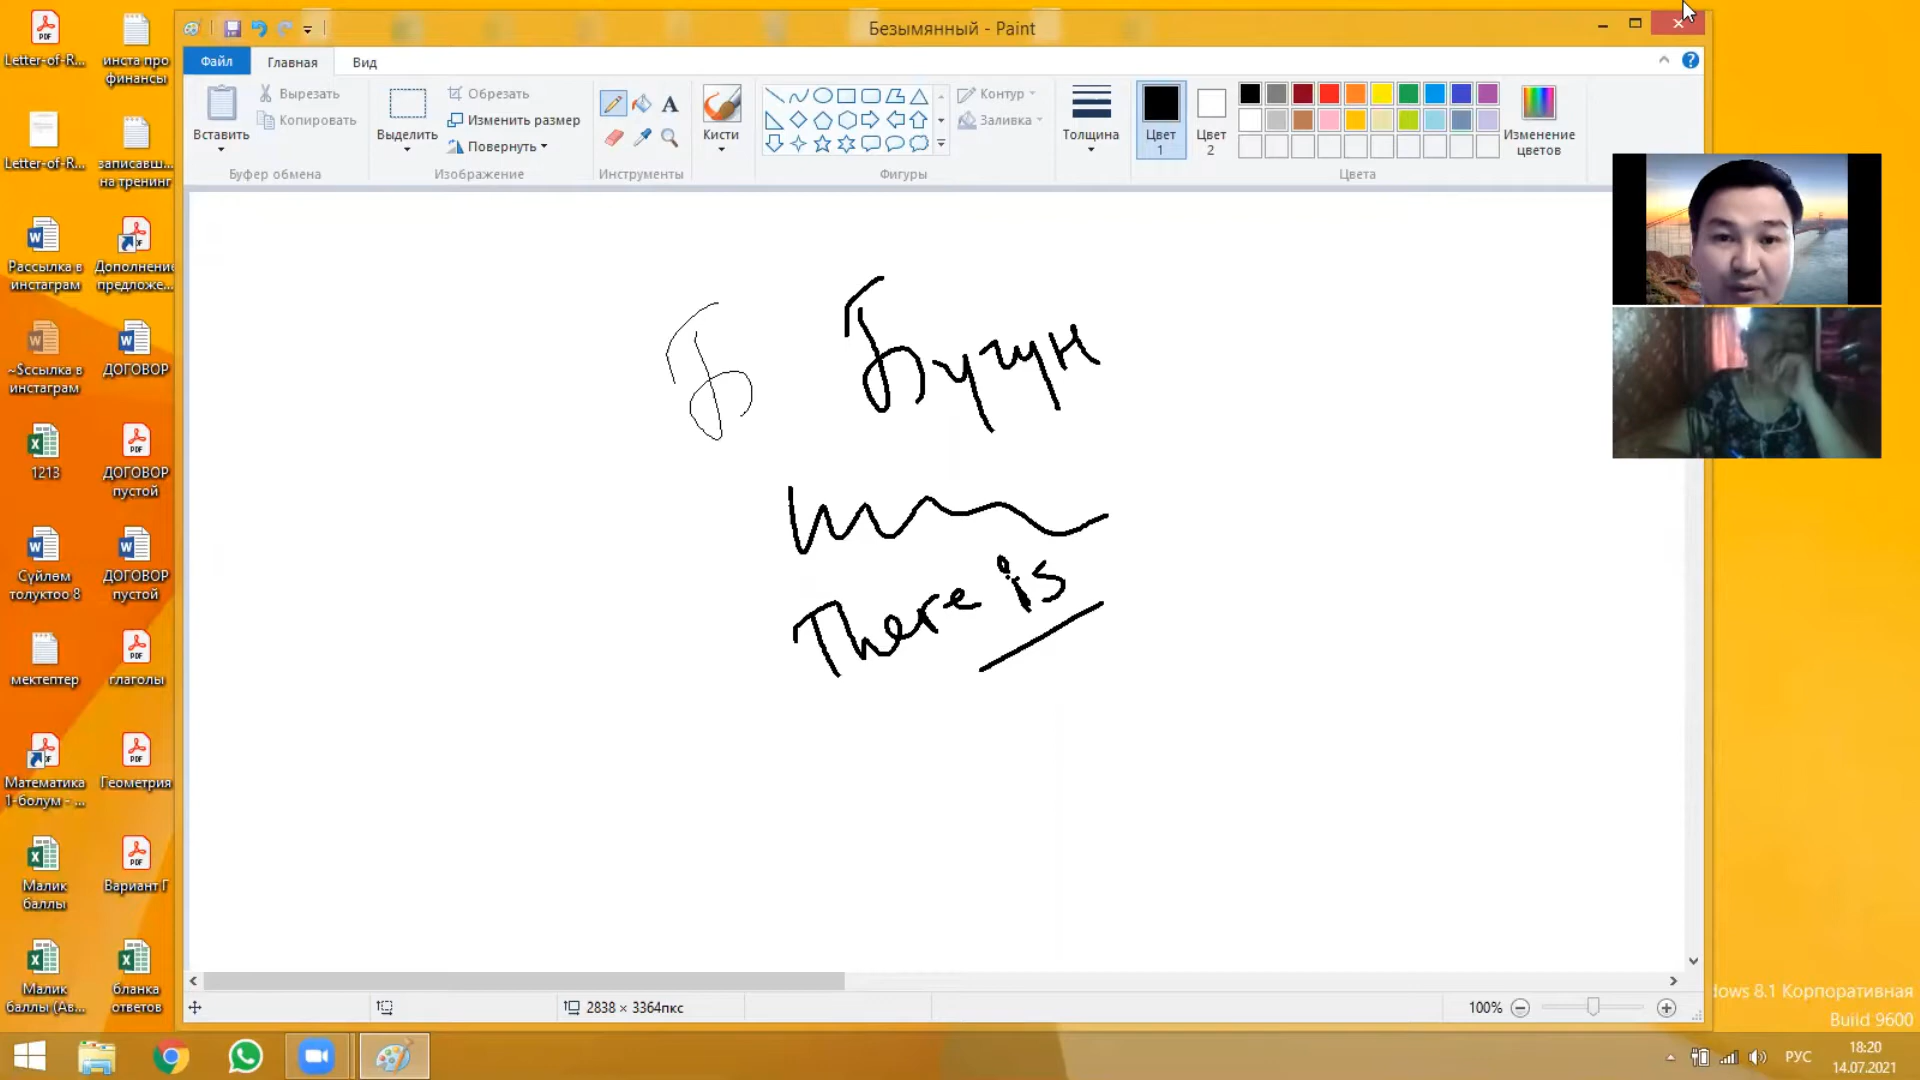 Безымянный - Paint
Файл
Главная
Вид
Вставить
Вырезать
Копировать
Буфер обмена
Выделить
Обрезать
Изменить размер
Повернуть
Изображение
Инструменты
Кисти
Фигуры
Контур
Заливка
Толщина
Цвет 1
Цвет 2
Изменение цветов
Цвета
Letter-of-R...
инста про финансы
Letter-of-R...
записавш... на тренинг
Рассылка в инстаграм
Дополнение предложе...
~$ссылка в инстаграм
ДОГОВОР
1213
ДОГОВОР пустой
Сүйлөм толуктоо 8
ДОГОВОР пустой
мектептер
глаголы
Математика 1-болум - ...
Геометрия
Малик баллы
Вариант Г
Малик баллы (Ав...
бланка ответов
Б Бугун
There is
2838 × 3364пкс
100%
dows 8.1 Корпоративная
Build 9600
РУС
18:20
14.07.2021